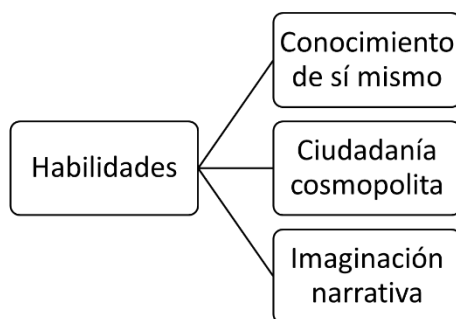 Habilidades
Conocimiento
de sí mismo
Ciudadanía
cosmopolita
Imaginación
narrativa